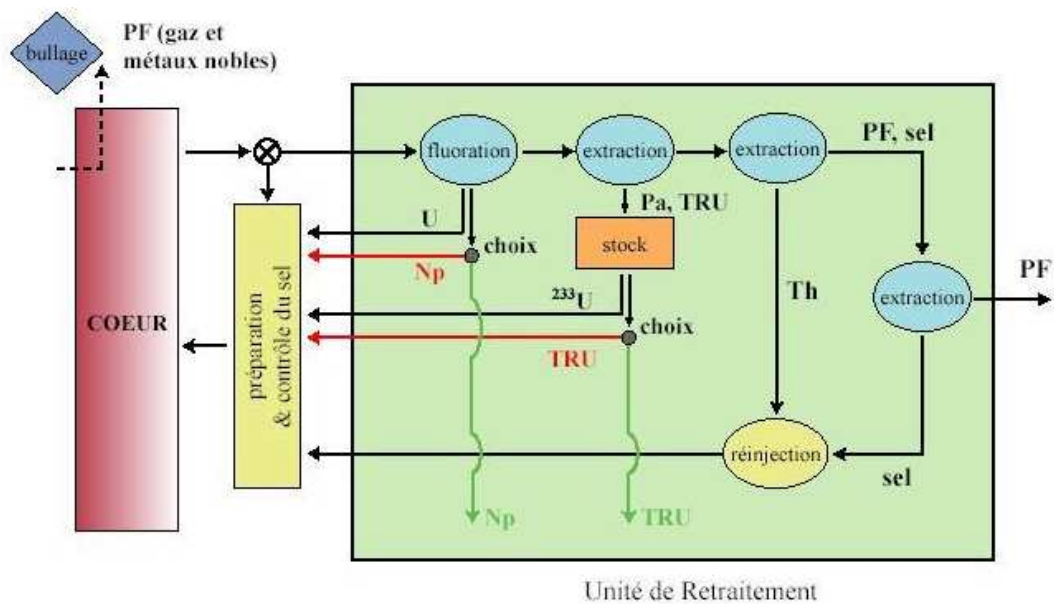 bullage
PF (gaz et
métaux nobles)
fluoration
extraction
extraction
PF, sel
U
Pa, TRU
choix
stock
Np
PF
²³³U
Th
extraction
choix
COEUR
préparation
& contrôle du sel
TRU
réinjection
sel
Np
TRU
Unité de Retraitement